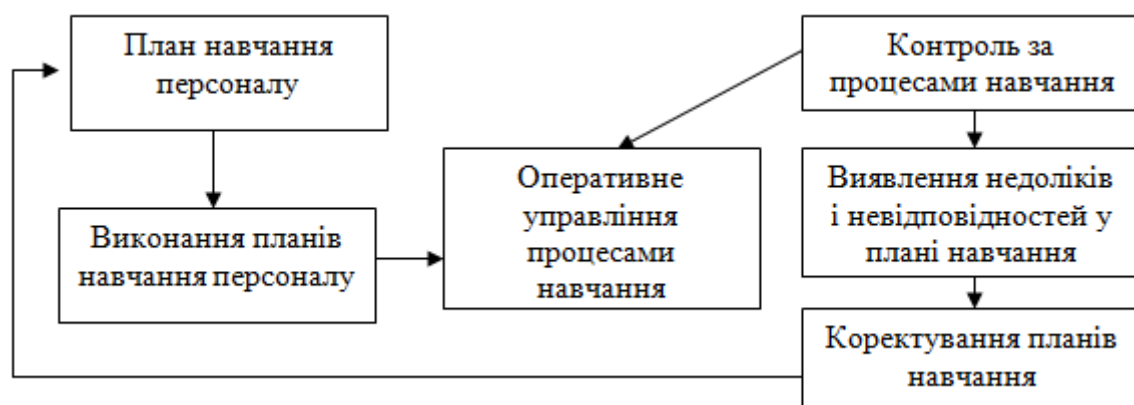 План навчання
персоналу
Виконання планів
навчання персоналу
Оперативне
управління
процесами
навчання
Контроль за
процесами навчання
Виявлення недоліків
і невідповідностей у
плані навчання
Коректування планів
навчання